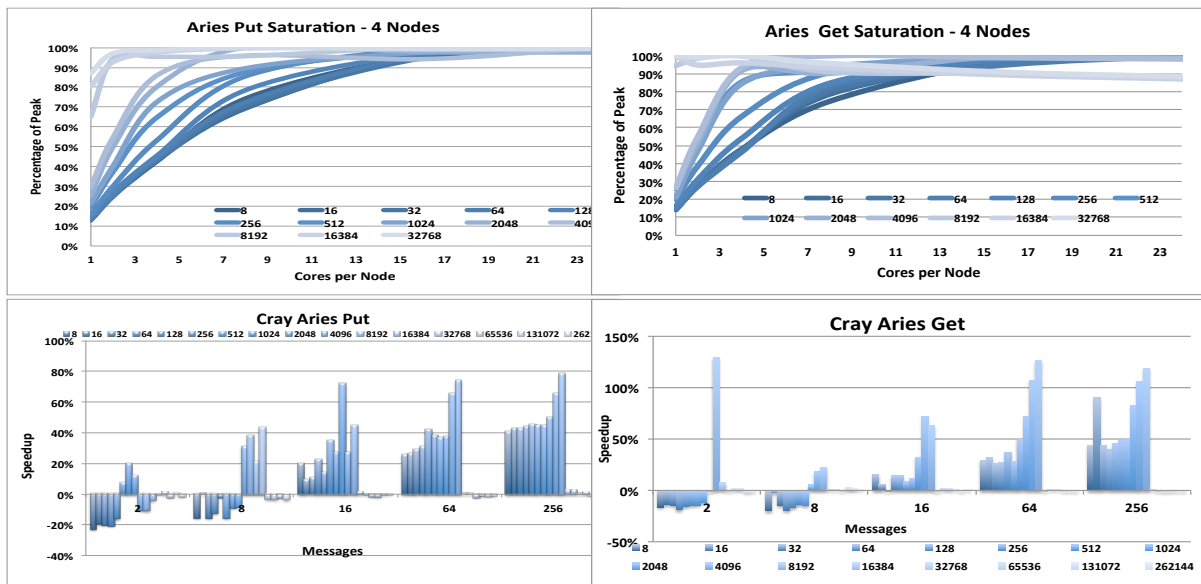 Aries Put Saturation - 4 Nodes
100%
90%
80%
70%
60%
50%
40%
30%
20%
10%
0%
Percentage of Peak
8 16 32 64 128
256 512 1024 2048 409
8192 16384 32768
1 3 5 7 9 11 13 15 17 19 21 23
Cores per Node
Aries Get Saturation - 4 Nodes
100%
90%
80%
70%
60%
50%
40%
30%
20%
10%
0%
Percentage of Peak
8 16 32 64 128 256 512
1024 2048 4096 8192 16384 32768
1 3 5 7 9 11 13 15 17 19 21 23
Cores per Node
Cray Aries Put
8 16 32 64 128 256 512 1024 2048 4096 8192 16384 32768 65536 131072 262
100%
80%
60%
40%
20%
0%
-20%
-40%
Speedup
2 8 16 64 256
Messages
Cray Aries Get
150%
100%
50%
0%
-50%
Speedup
2 8 16 64 256
Messages
8 16 32 64 128 256 512 1024
2048 4096 8192 16384 32768 65536 131072 262144